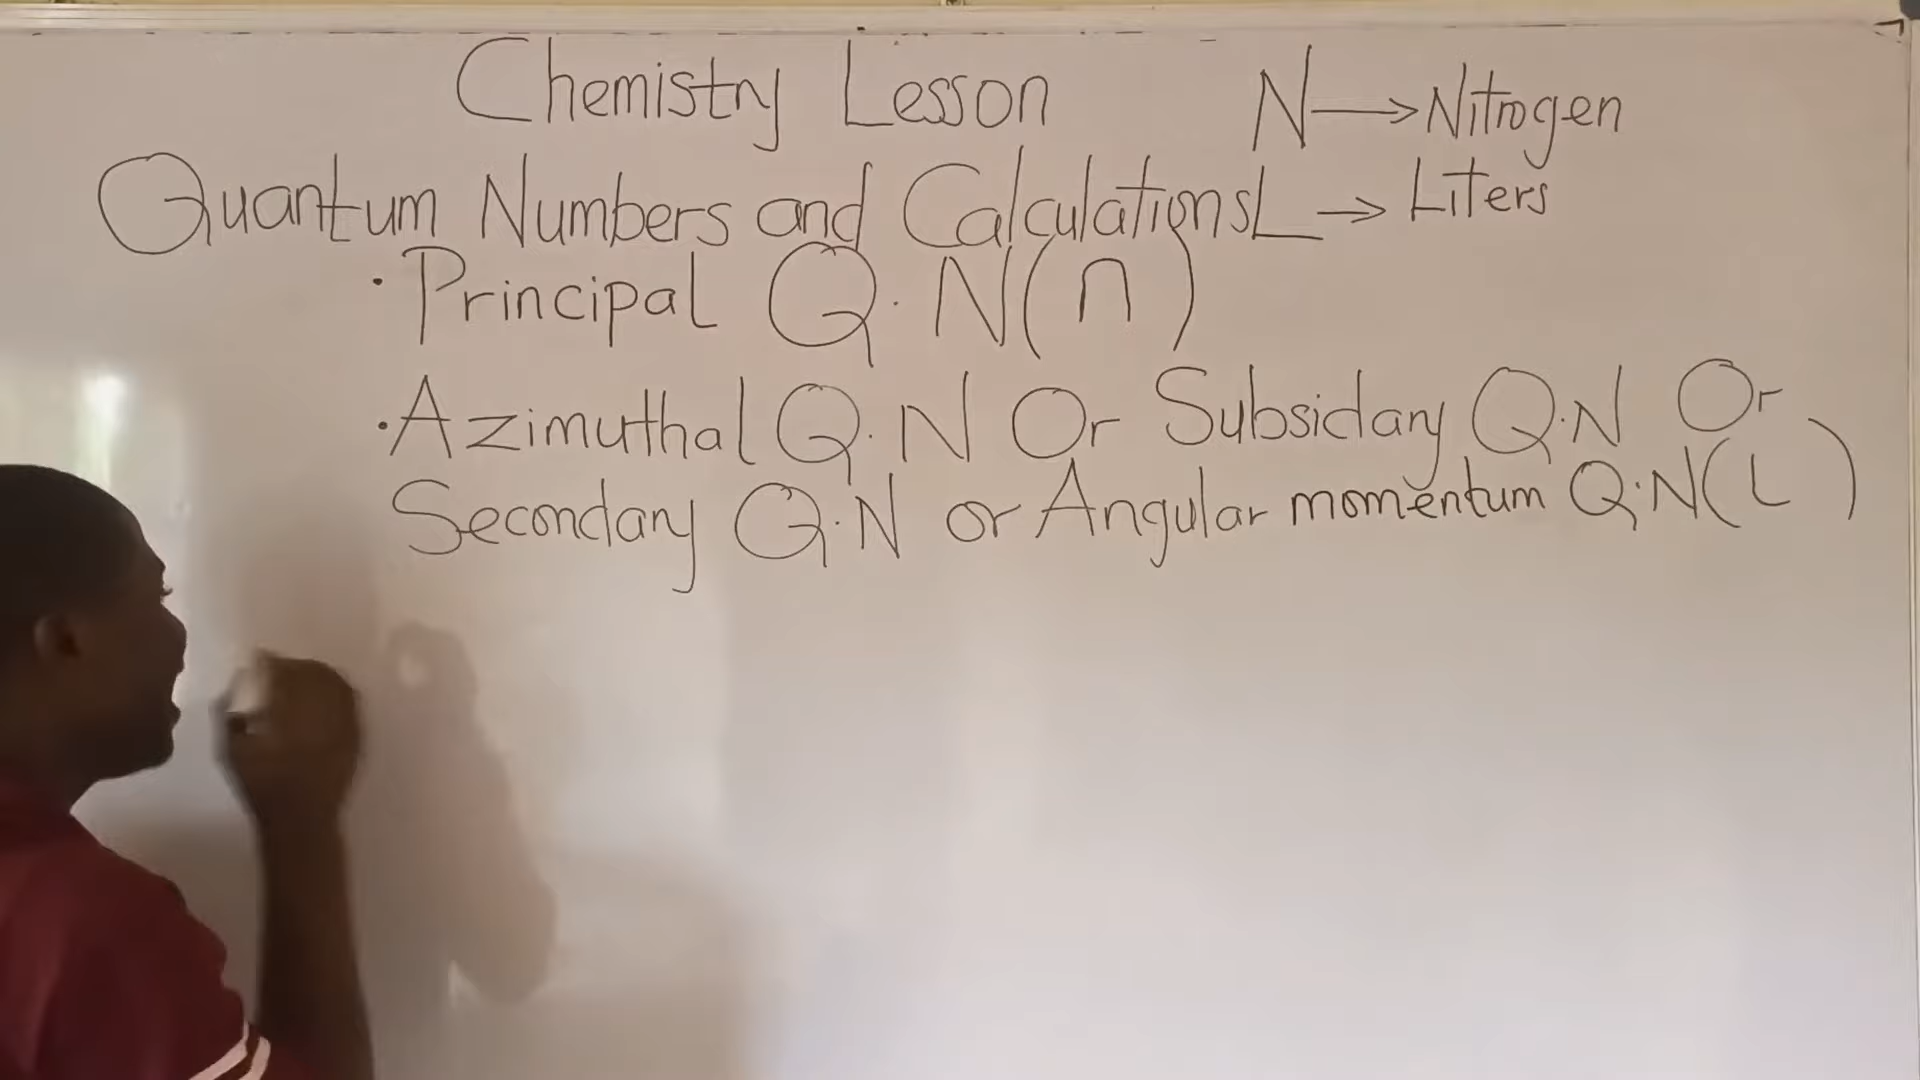 Chemistry Lesson
N→Nitrogen
Quantum Numbers and Calculations
L→ Liters
·Principal Q.N(n)
·Azimuthal Q.N Or Subsidary Q.N Or
Secondary Q.N or Angular momentum Q.N(L)